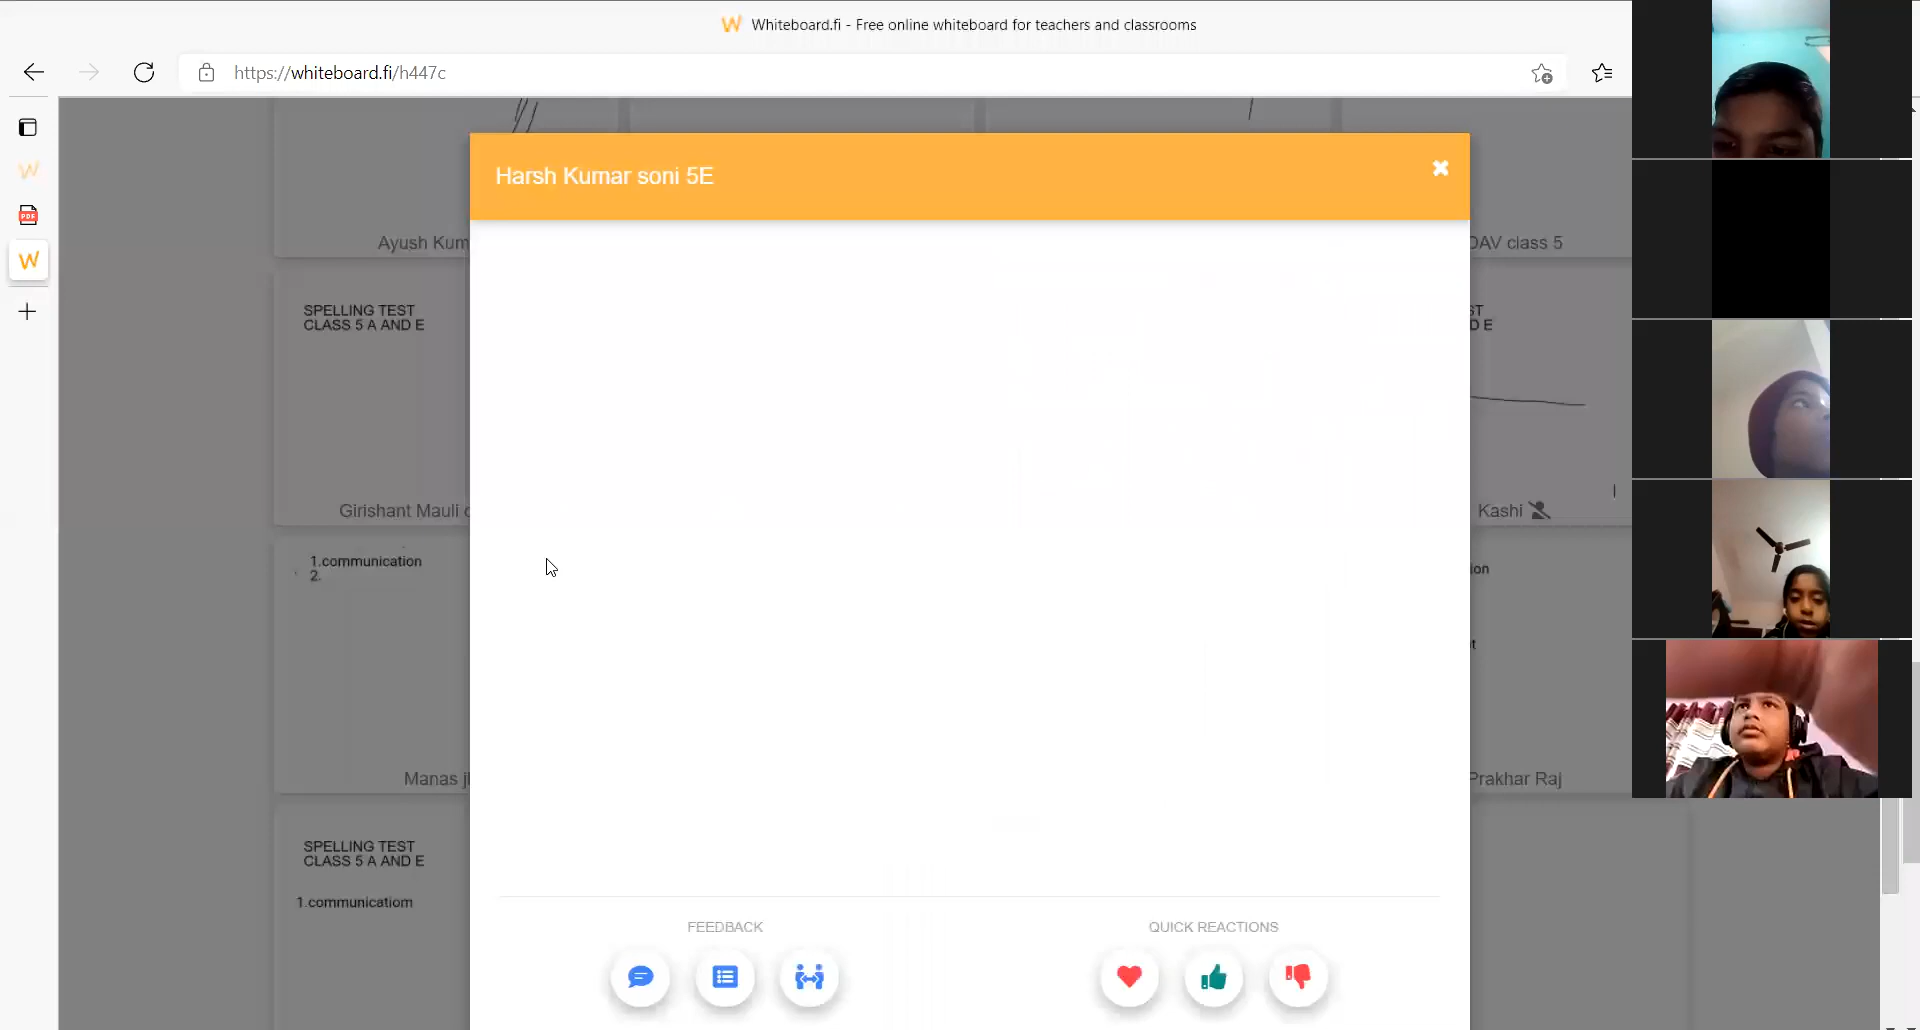 Whiteboard.fi - Free online whiteboard for teachers and classrooms
https://whiteboard.fi/h447c
Harsh Kumar soni 5E
Ayush Kum
DAV class 5
SPELLING TEST
CLASS 5 A AND E
ST
D E
Girishant Mauli
Kashi
1.communication
2.
ion
t
Manas j
Prakhar Raj
SPELLING TEST
CLASS 5 A AND E
1.communicatiom
FEEDBACK
QUICK REACTIONS
PDF